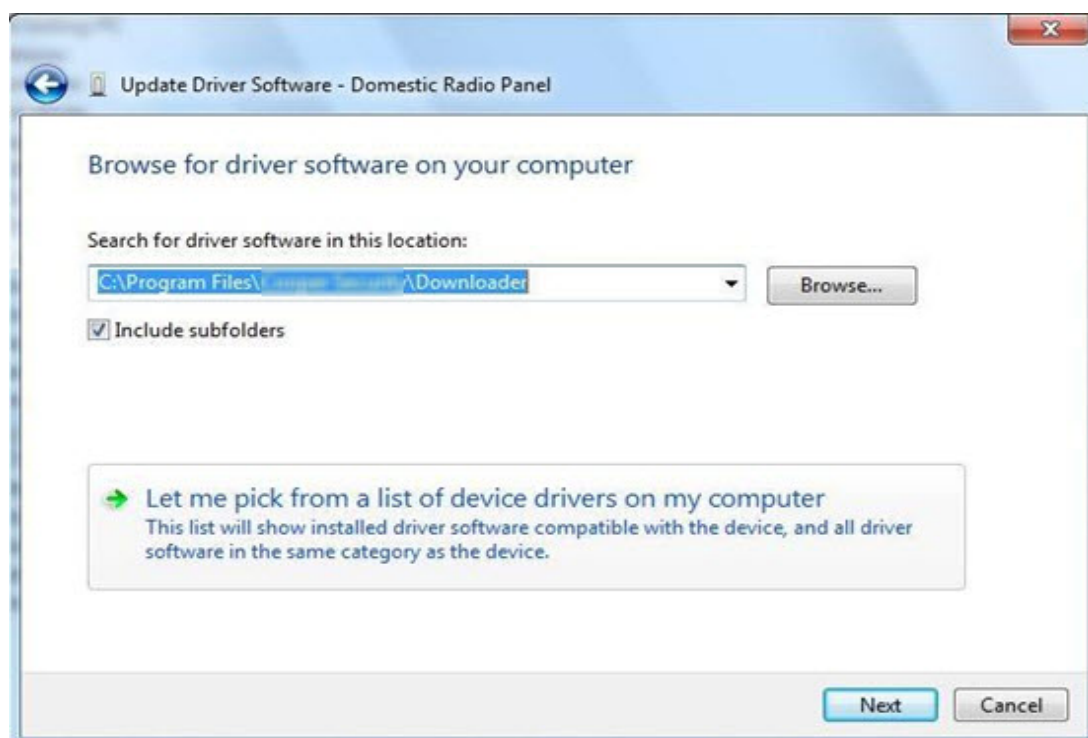 Update Driver Software - Domestic Radio Panel
Browse for driver software on your computer
Search for driver software in this location:
C:\Program Files\ \Downloader
Browse...
Include subfolders
Let me pick from a list of device drivers on my computer
This list will show installed driver software compatible with the device, and all driver
software in the same category as the device.
Next
Cancel